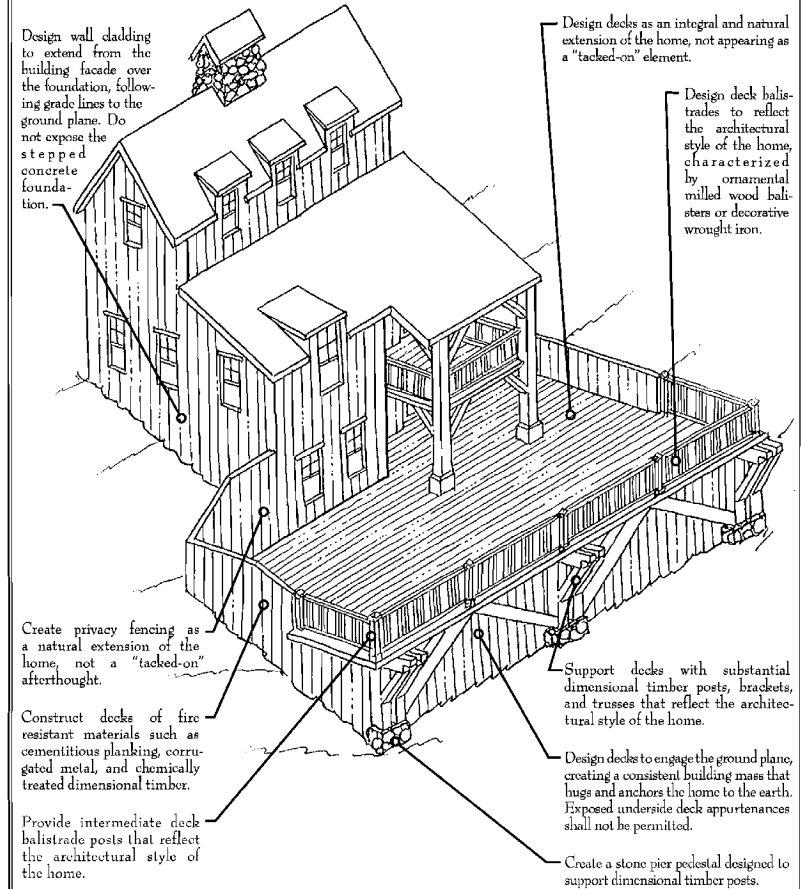 Design wall cladding
to extend from the
building facade over
the foundation, follow-
ing grade lines to the
ground plane. Do
not expose the
stepped
concrete
founda-
tion.
Design decks as an integral and natural
extension of the home, not appearing as
a "tacked-on" element.
Design deck balis-
trades to reflect
the architectural
style of the home,
characterized
by ornamental
milled wood bali-
sters or decorative
wrought iron.
Create privacy fencing as
a natural extension of the
home, not a "tacked-on"
afterthought.
Construct decks of fire
resistant materials such as
cementitious planking, corru-
gated metal, and chemically
treated dimensional timber.
Provide intermediate deck
balistrade posts that reflect
the architectural style of
the home.
Support decks with substantial
dimensional timber posts, brackets,
and trusses that reflect the architec-
tural style of the home.
Design decks to engage the ground plane,
creating a consistent building mass that
hugs and anchors the home to the earth.
Exposed underside deck appurtenances
shall not be permitted.
Create a stone pier pedestal designed to
support dimensional timber posts.